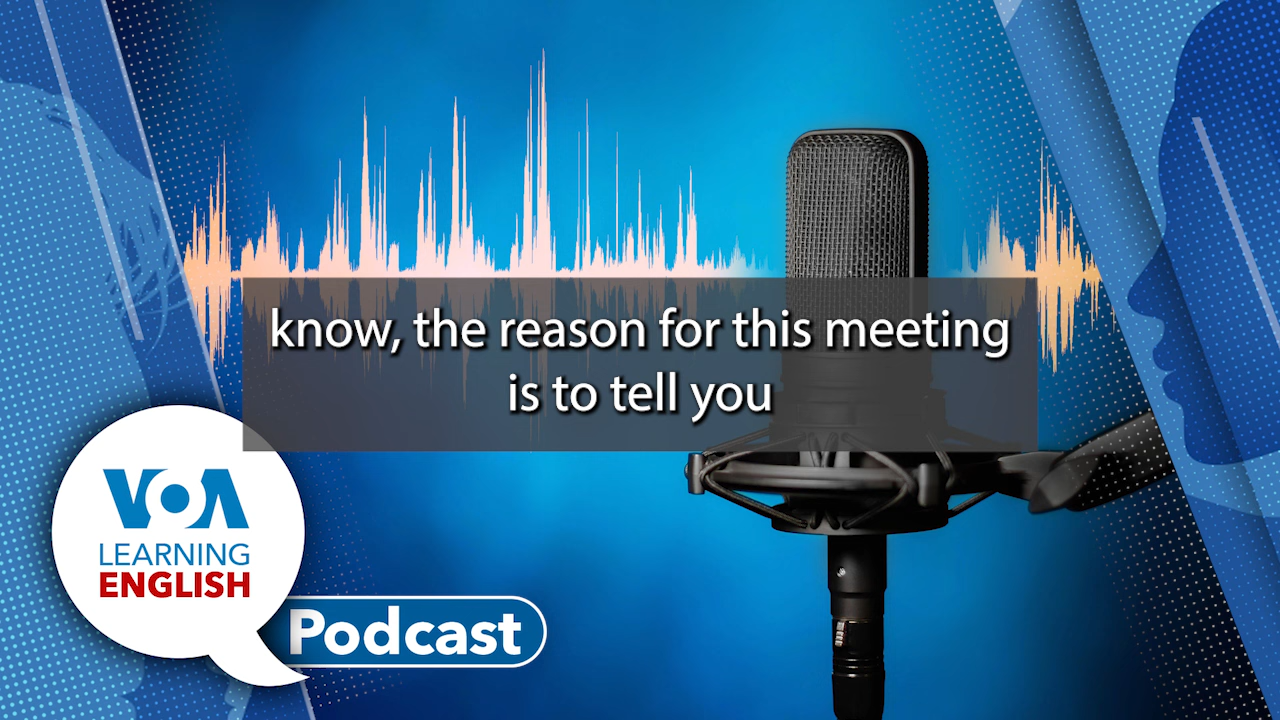 know, the reason for this meeting
is to tell you
VOA
LEARNING
ENGLISH
Podcast